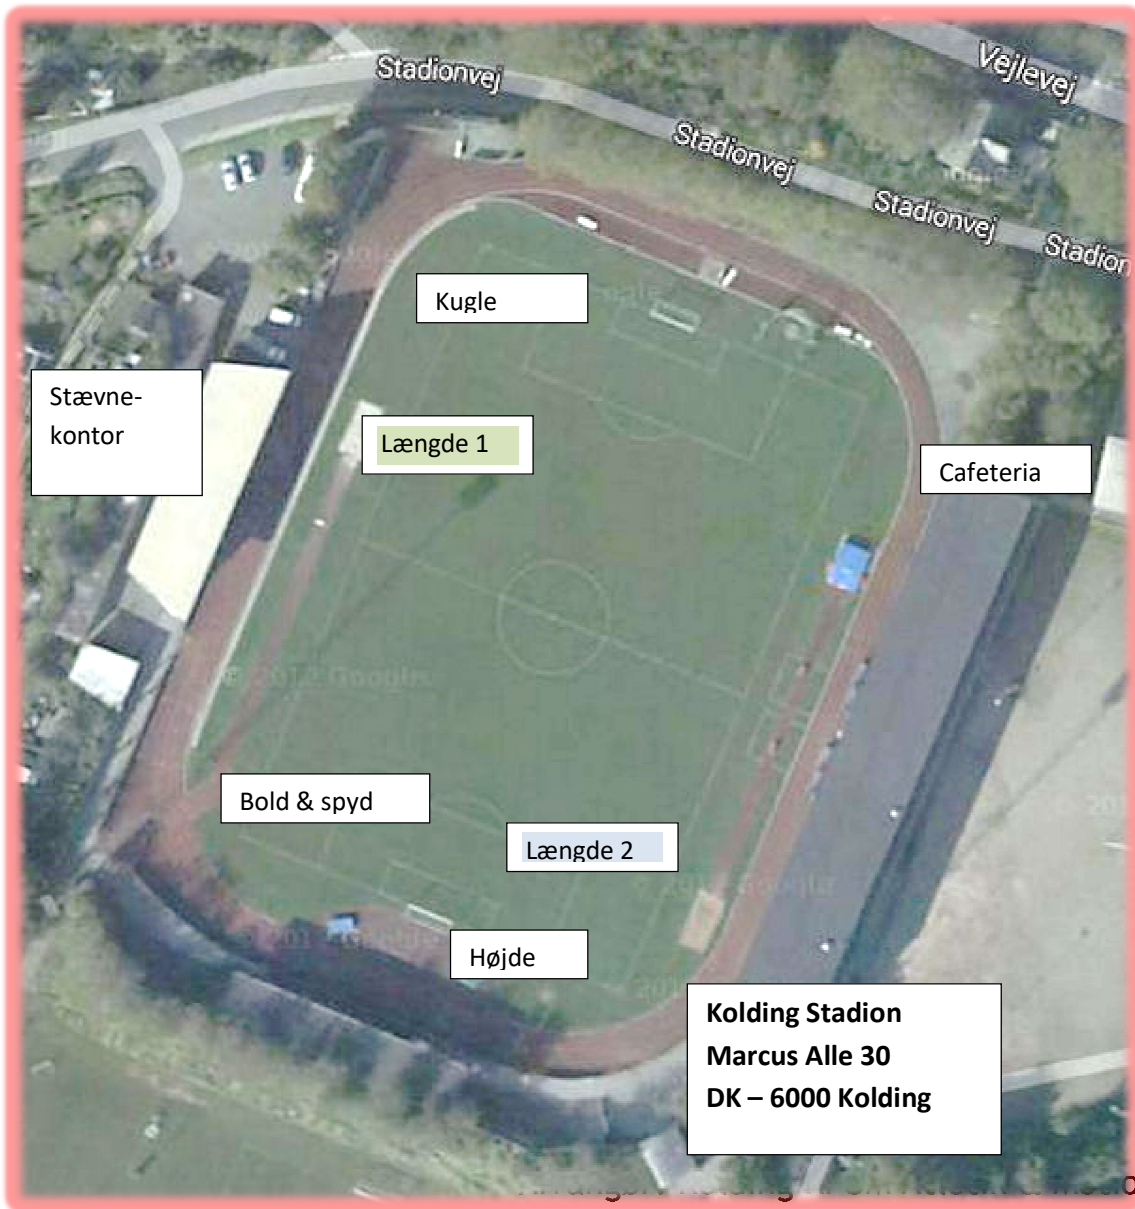 Stadionvej
Vejlevej
Stadionvej
Stadionvej
Stadion
Kugle
Stævne-
kontor
Længde 1
Cafeteria
Bold & spyd
Længde 2
Højde
Kolding Stadion
Marcus Alle 30
DK – 6000 Kolding